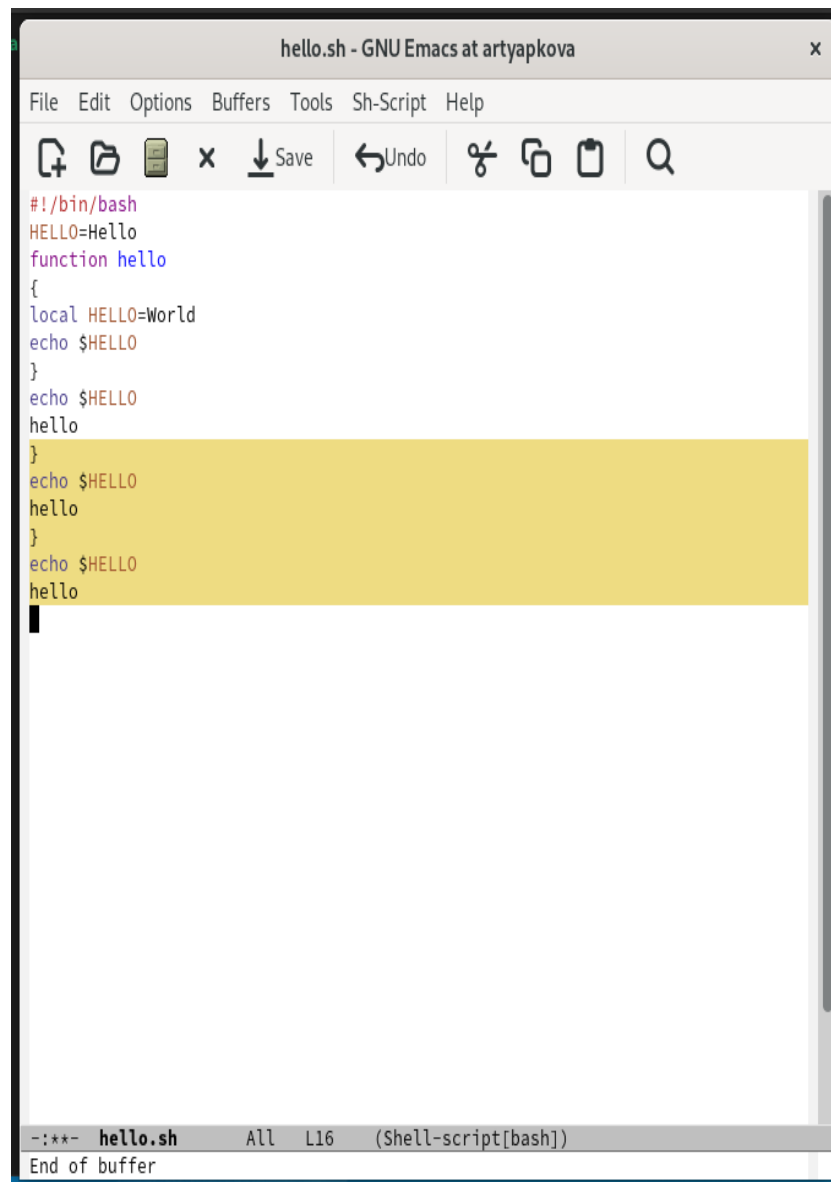 a
hello.sh - GNU Emacs at artyapkova
File Edit Options Buffers Tools Sh-Script Help
Save Undo
#!/bin/bash
HELLO=Hello
function hello
{
local HELLO=World
echo $HELLO
}
echo $HELLO
hello
}
echo $HELLO
hello
}
echo $HELLO
hello
-:**- hello.sh All L16 (Shell-script[bash])
End of buffer